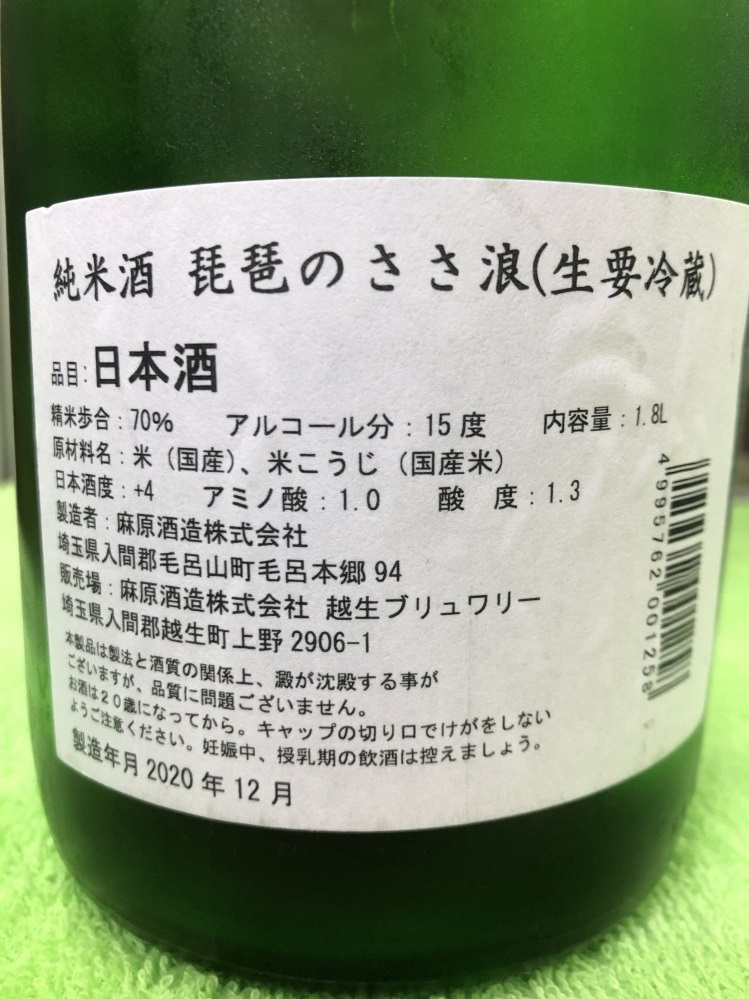 純米酒 琵琶のささ浪(生要冷蔵)
品目:日本酒
精米歩合:70% アルコール分:15度 内容量:1.8L
原材料名:米(国産)、米こうじ(国産米)
日本酒度:+4 アミノ酸:1.0 酸 度:1.3
製造者:麻原酒造株式会社
埼玉県入間郡毛呂山町毛呂本郷94
販売場:麻原酒造株式会社 越生ブリュワリー
埼玉県入間郡越生町上野2906-1
本製品は製法と酒質の関係上、澱が沈殿する事が
ございますが、品質に問題ございません。
お酒は20歳になってから。キャップの切り口でけがをしない
ようご注意ください。妊娠中、授乳期の飲酒は控えましょう。
製造年月2020年12月
4995762001258